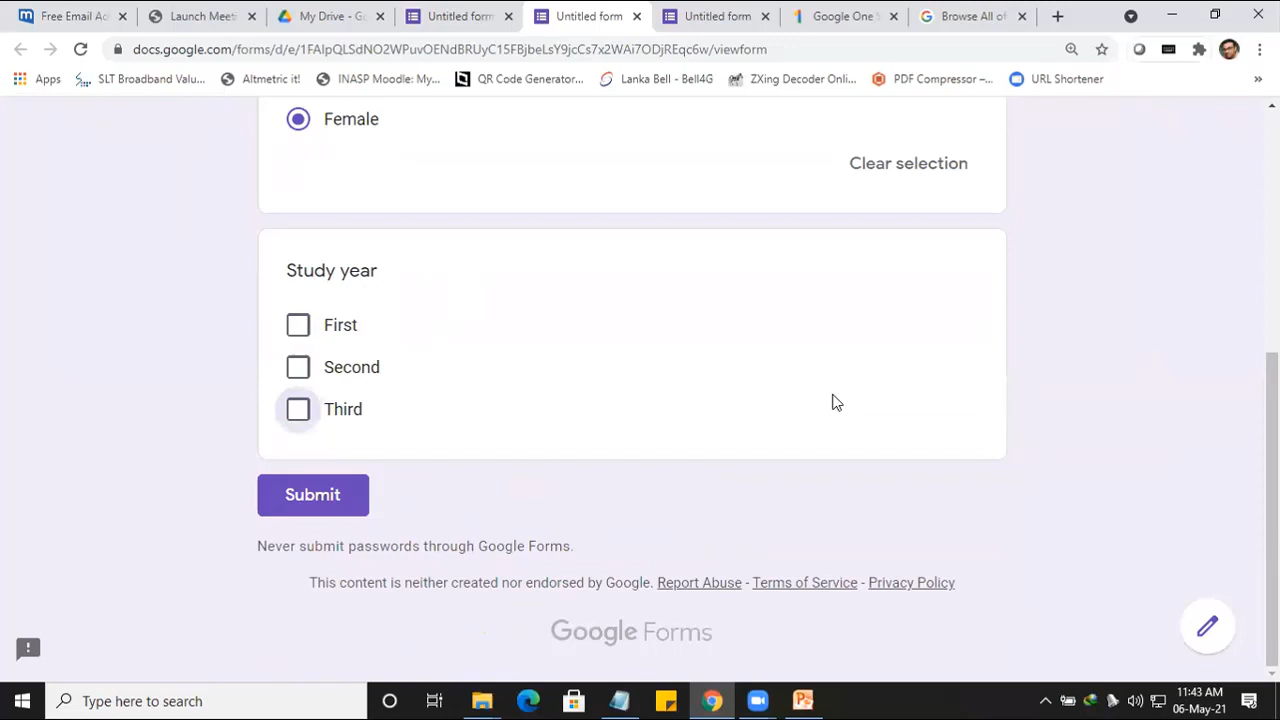 Free Email Ad
Launch Meeti
My Drive - G
Untitled form
Untitled form
Untitled form
Google One S
Browse All of
docs.google.com/forms/d/e/1FAIpQLSdNO2WPuvOENdBRUyC15FBjbeLsY9jcCs7x2WAi7ODjREqc6w/viewform
Apps
SLT Broadband Valu...
Altmetric it!
INASP Moodle: My...
QR Code Generator...
Lanka Bell - Bell4G
ZXing Decoder Onli...
PDF Compressor –...
URL Shortener
»
Female
Clear selection
Study year
First
Second
Third
Submit
Never submit passwords through Google Forms.
This content is neither created nor endorsed by Google. Report Abuse - Terms of Service - Privacy Policy
Google Forms
Type here to search
11:43 AM
06-May-21